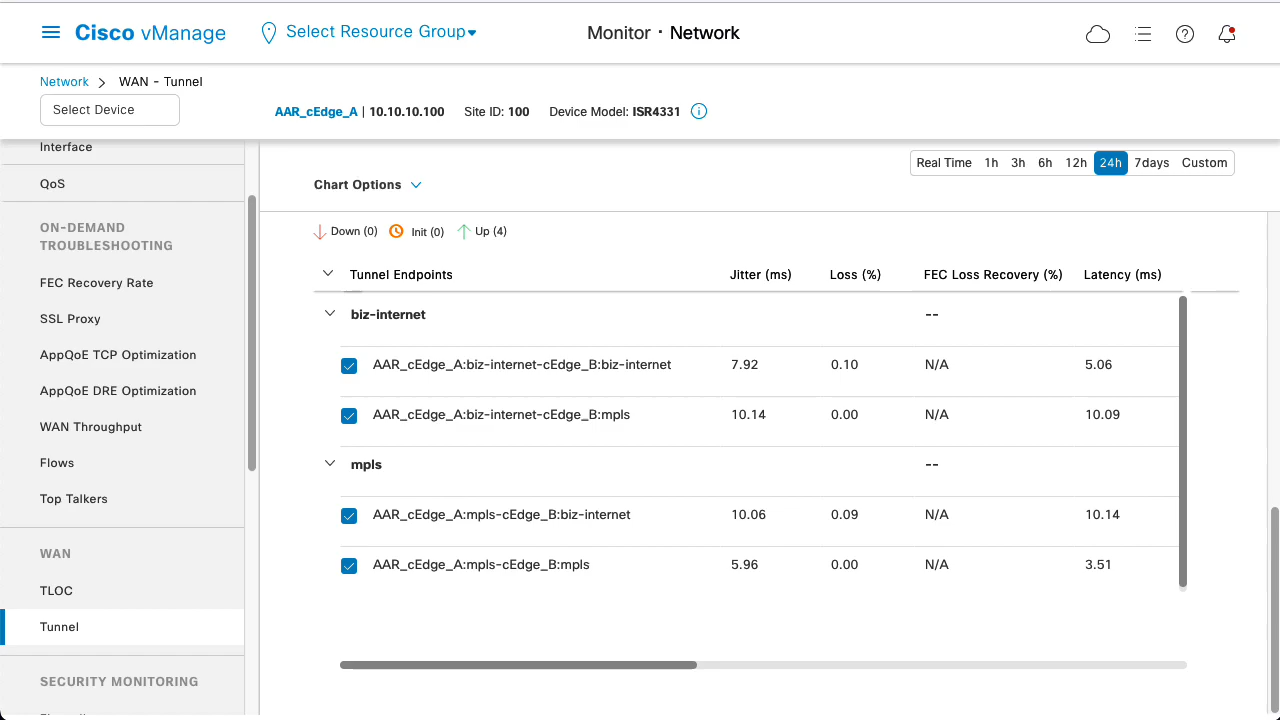 Cisco vManage
Select Resource Group
Monitor · Network
Network > WAN - Tunnel
Select Device
AAR_cEdge_A | 10.10.10.100 Site ID: 100 Device Model: ISR4331
Interface
QoS
ON-DEMAND
TROUBLESHOOTING
FEC Recovery Rate
SSL Proxy
AppQoE TCP Optimization
AppQoE DRE Optimization
WAN Throughput
Flows
Top Talkers
WAN
TLOC
Tunnel
SECURITY MONITORING
Real Time 1h 3h 6h 12h 24h 7days Custom
Chart Options
Down (0) Init (0) Up (4)
Tunnel Endpoints Jitter (ms) Loss (%) FEC Loss Recovery (%) Latency (ms)
biz-internet --
AAR_cEdge_A:biz-internet-cEdge_B:biz-internet 7.92 0.10 N/A 5.06
AAR_cEdge_A:biz-internet-cEdge_B:mpls 10.14 0.00 N/A 10.09
mpls --
AAR_cEdge_A:mpls-cEdge_B:biz-internet 10.06 0.09 N/A 10.14
AAR_cEdge_A:mpls-cEdge_B:mpls 5.96 0.00 N/A 3.51